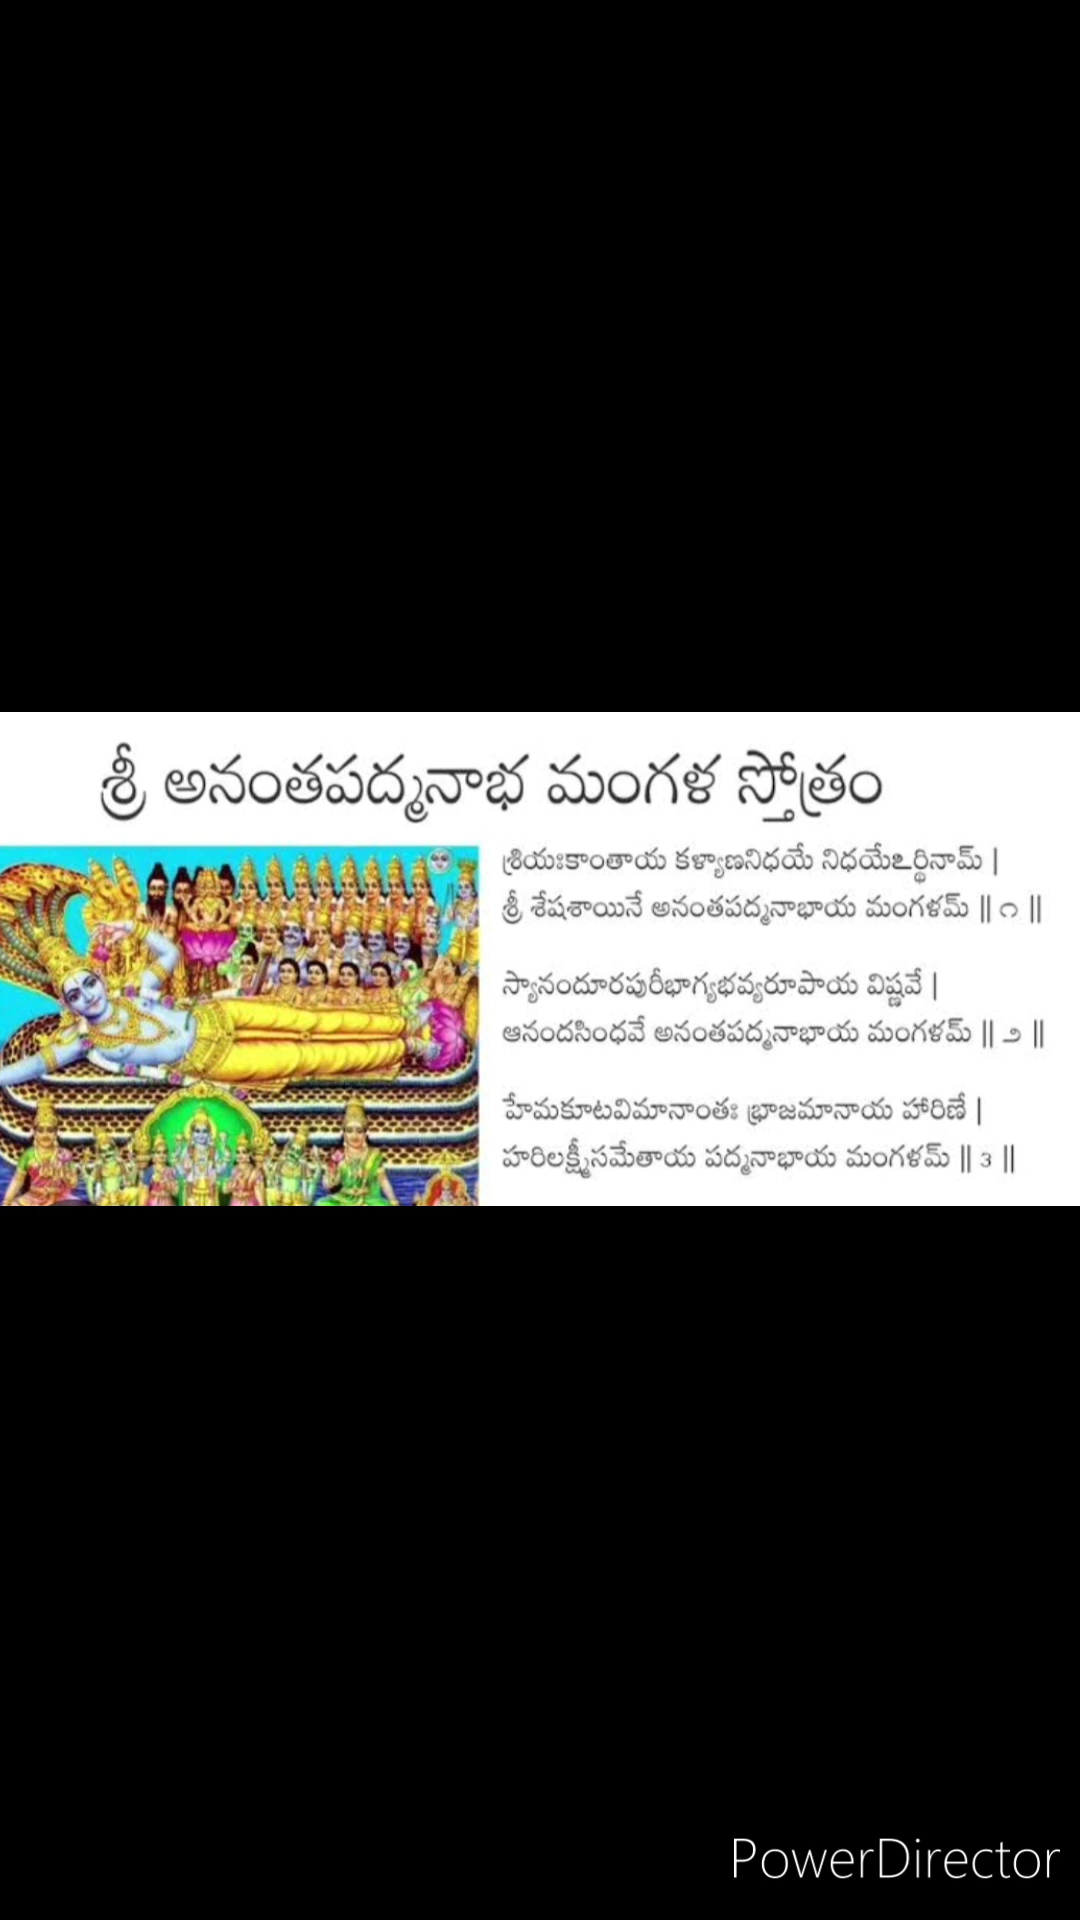 శ్రీ అనంతపద్మనాభ మంగళ స్తోత్రం
శ్రియఃకాంతాయ కళ్యాణనిధయే నిధయేఽర్థినామ్ |
శ్రీ శేషశాయినే అనంతపద్మనాభాయ మంగళమ్ || ౧ ||
స్యానందూరపురీభాగ్యభవ్యరూపాయ విష్ణవే |
ఆనందసింధవే అనంతపద్మనాభాయ మంగళమ్ || ౨ ||
హేమకూటవిమానాంతః భ్రాజమానాయ హారిణే |
హరిలక్ష్మీసమేతాయ పద్మనాభాయ మంగళమ్ || ౩ ||
PowerDirector